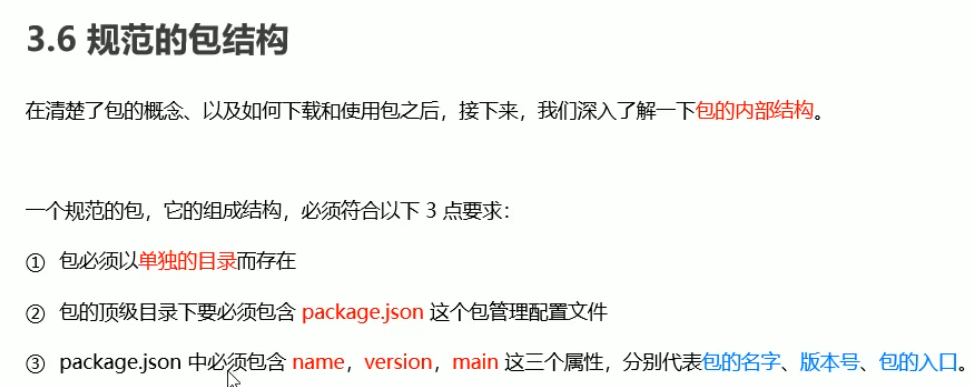 3.6 规范的包结构
在清楚了包的概念、以及如何下载和使用包之后，接下来，我们深入了解一下包的内部结构。
一个规范的包，它的组成结构，必须符合以下 3 点要求：
① 包必须以单独的目录而存在
② 包的顶级目录下要必须包含 package.json 这个包管理配置文件
③ package.json 中必须包含 name，version，main 这三个属性，分别代表包的名字、版本号、包的入口。